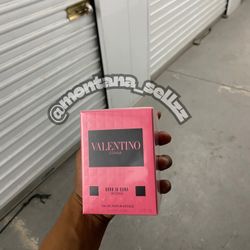 @montana_sellzz
VALENTINO
DONNA
BORN IN ROMA
INTENSE
EAU DE PARFUM INTENSE